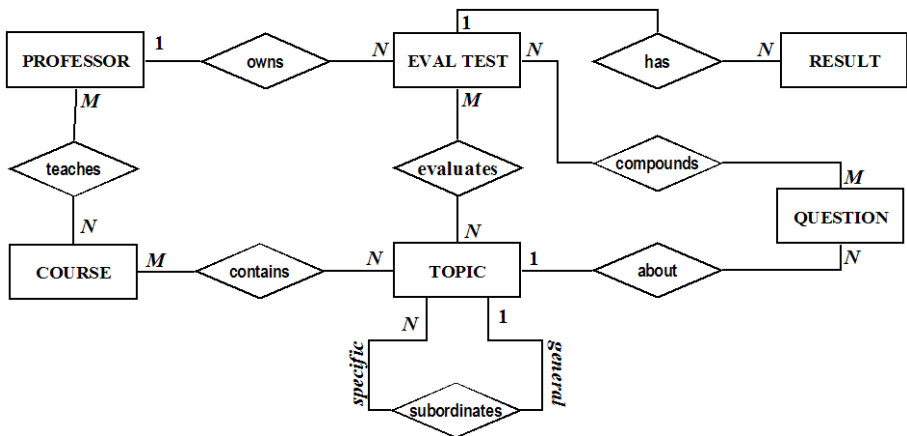 1
PROFESSOR
1
owns
N
EVAL TEST
N
has
N
RESULT
M
M
teaches
evaluates
compounds
M
N
N
QUESTION
COURSE
M
contains
N
TOPIC
1
about
N
N
1
specific
general
subordinates